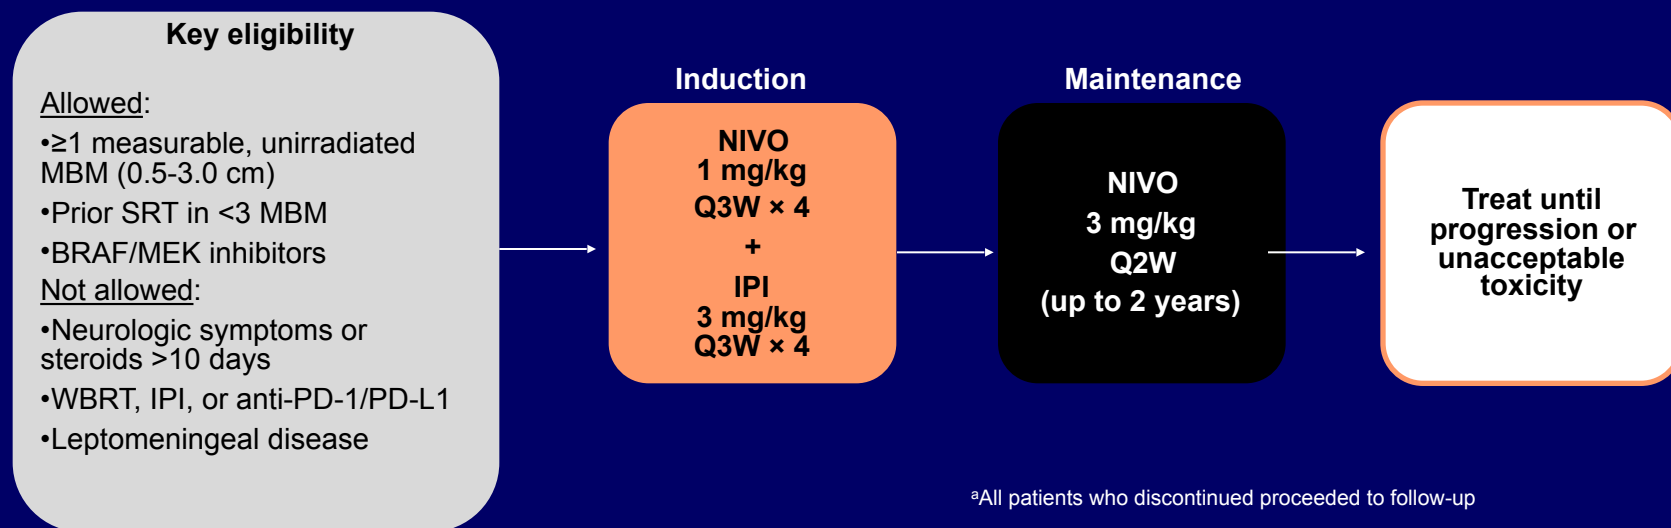 Key eligibility
Allowed:
•≥1 measurable, unirradiated
MBM (0.5-3.0 cm)
•Prior SRT in <3 MBM
•BRAF/MEK inhibitors
Not allowed:
•Neurologic symptoms or
steroids >10 days
•WBRT, IPI, or anti-PD-1/PD-L1
•Leptomeningeal disease
Induction
NIVO
1 mg/kg
Q3W × 4
+
IPI
3 mg/kg
Q3W × 4
Maintenance
NIVO
3 mg/kg
Q2W
(up to 2 years)
Treat until
progression or
unacceptable
toxicity
ᵃAll patients who discontinued proceeded to follow-up